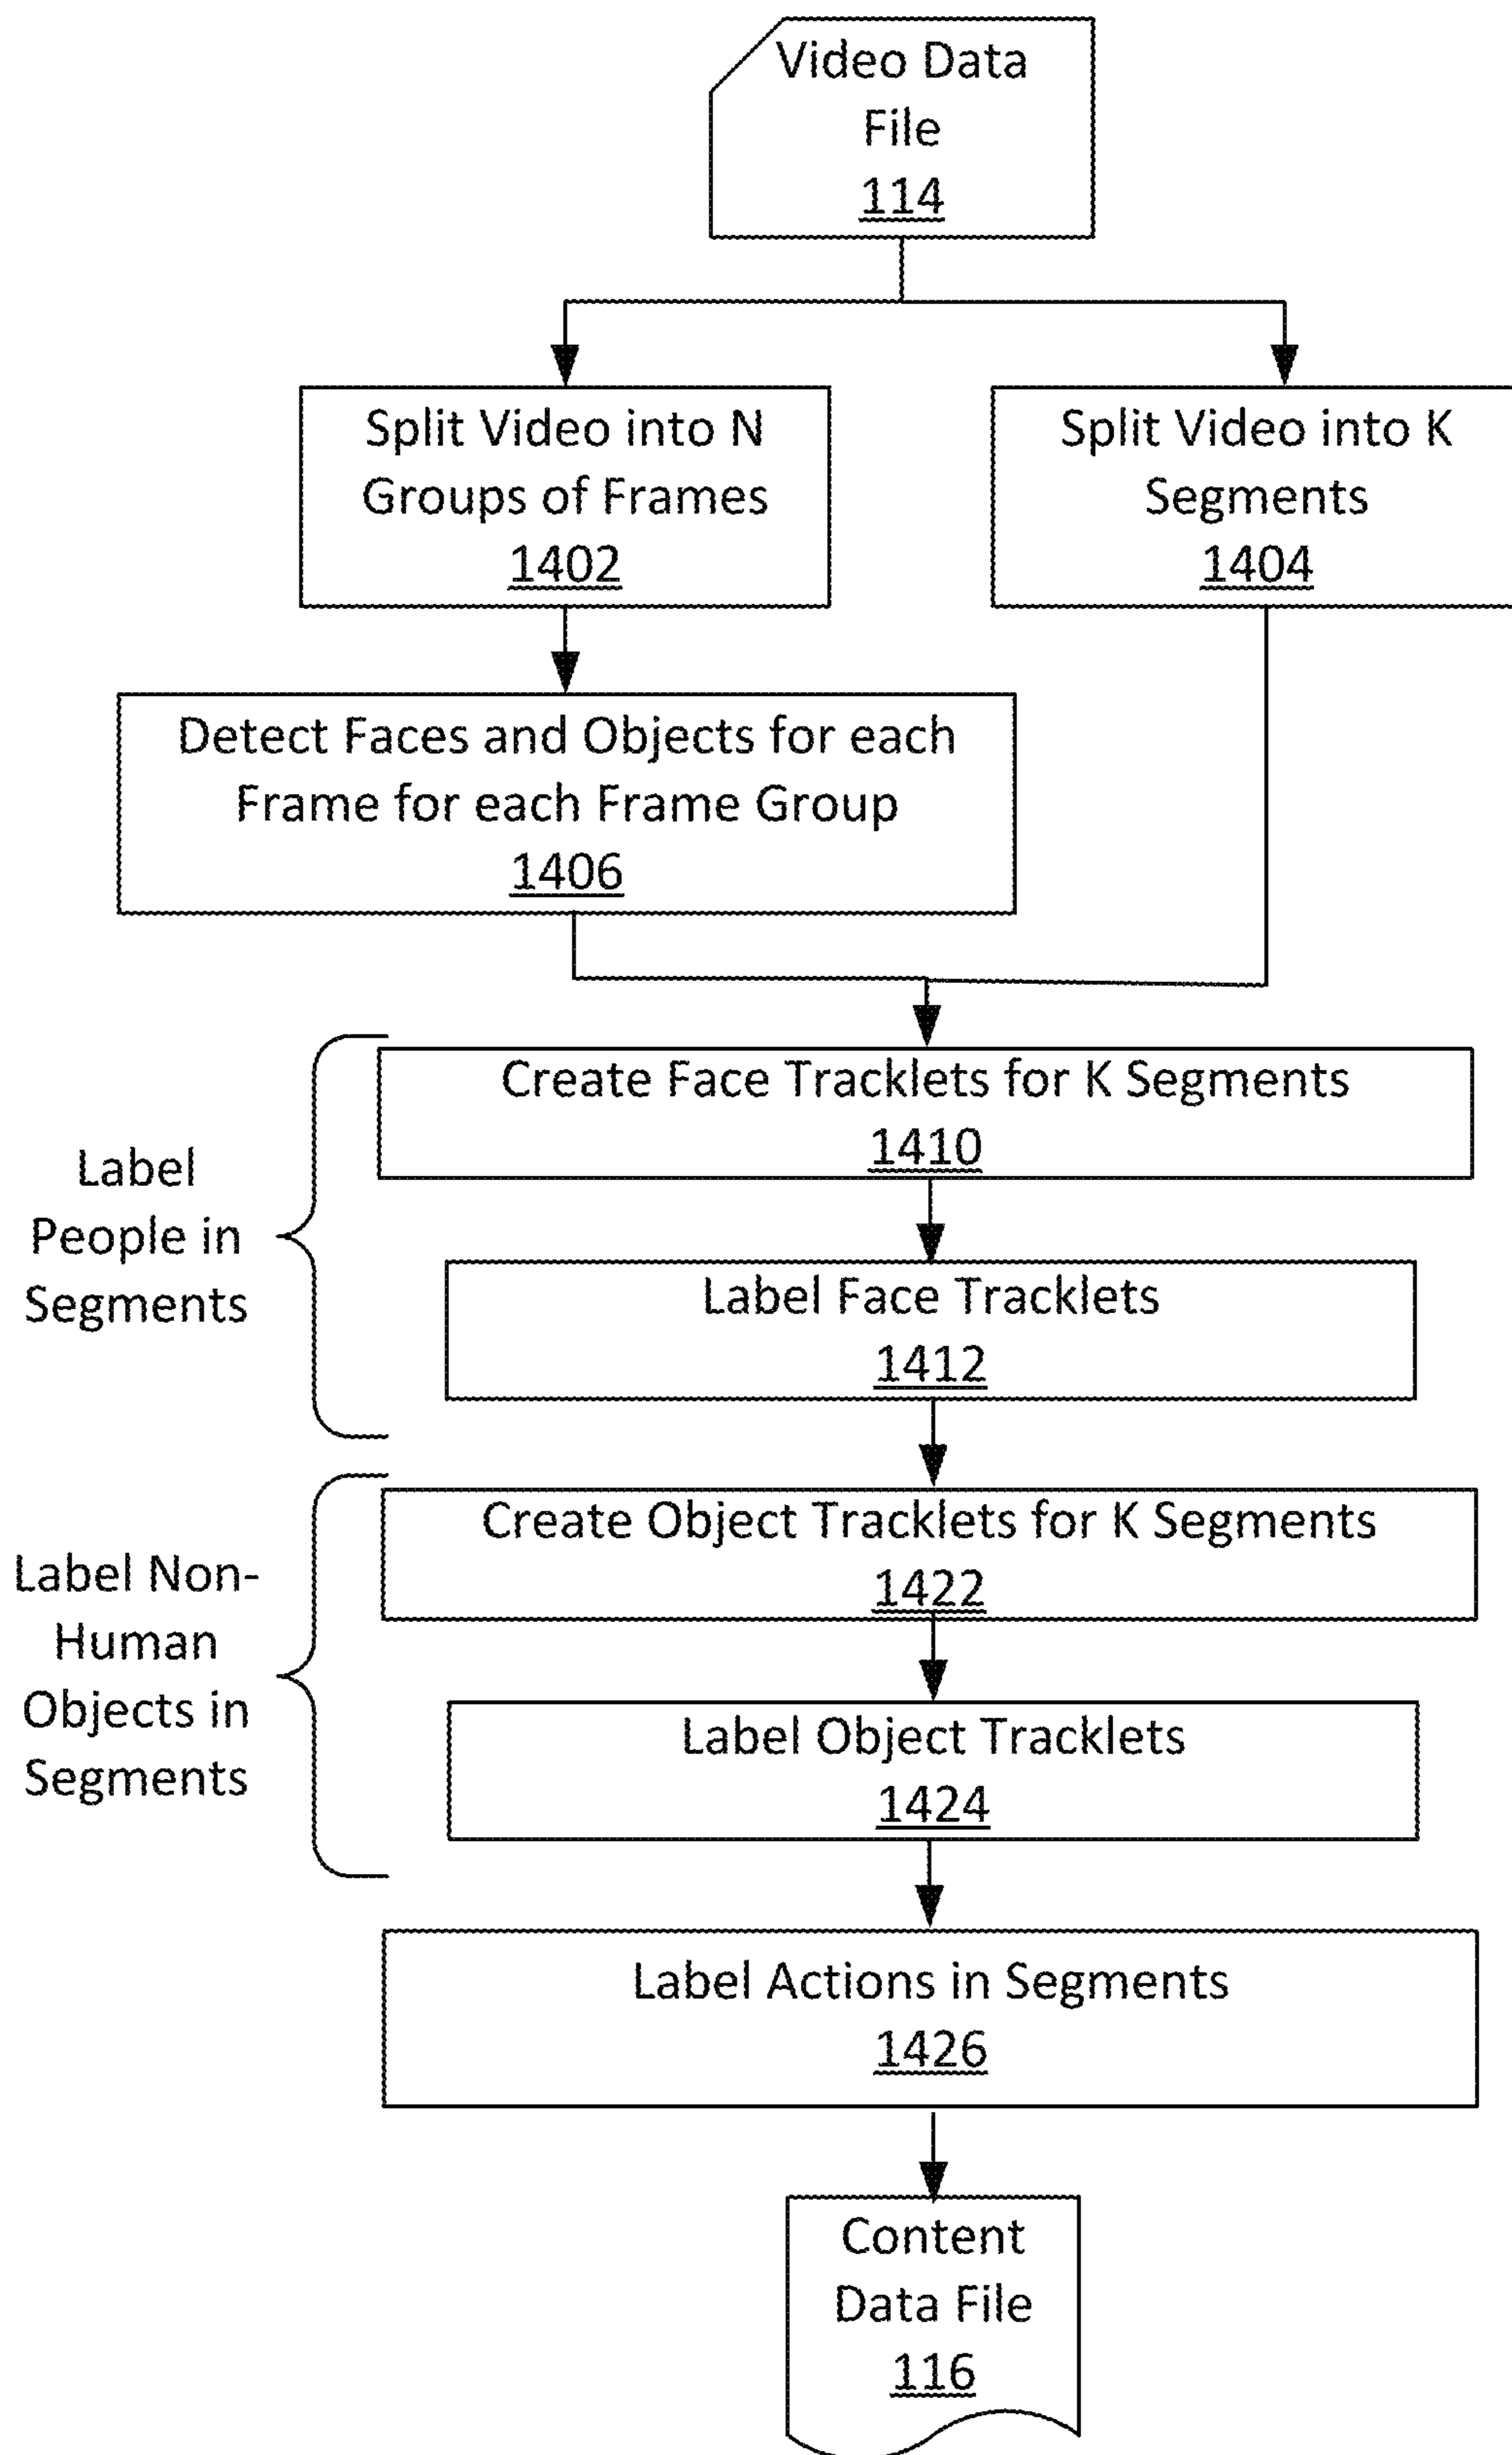 Video Data
File
114
Split Video into N
Groups of Frames
1402
Split Video into K
Segments
1404
Detect Faces and Objects for each
Frame for each Frame Group
1406
Label
People in
Segments
Create Face Tracklets for K Segments
1410
Label Face Tracklets
1412
Label Non-
Human
Objects in
Segments
Create Object Tracklets for K Segments
1422
Label Object Tracklets
1424
Label Actions in Segments
1426
Content
Data File
116